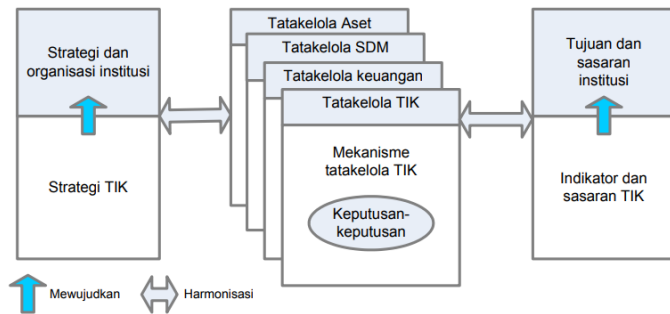 Strategi dan
organisasi institusi
Strategi TIK
Tatakelola Aset
Tatakelola SDM
Tatakelola keuangan
Tatakelola TIK
Mekanisme
tatakelola TIK
Keputusan-
keputusan
Tujuan dan
sasaran
institusi
Indikator dan
sasaran TIK
Mewujudkan
Harmonisasi